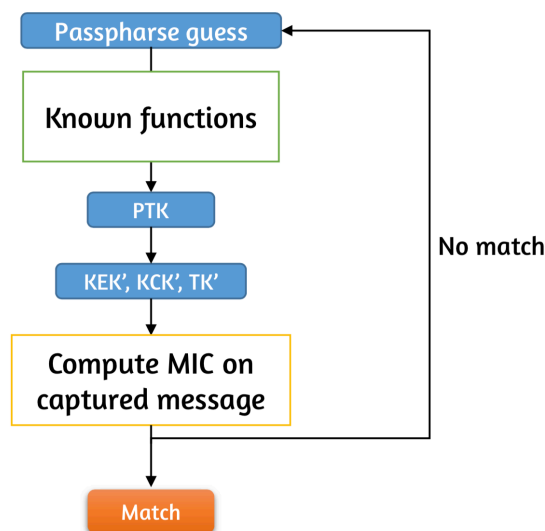 Passpharse guess
Known functions
PTK
No match
KEK’, KCK’, TK’
Compute MIC on
captured message
Match